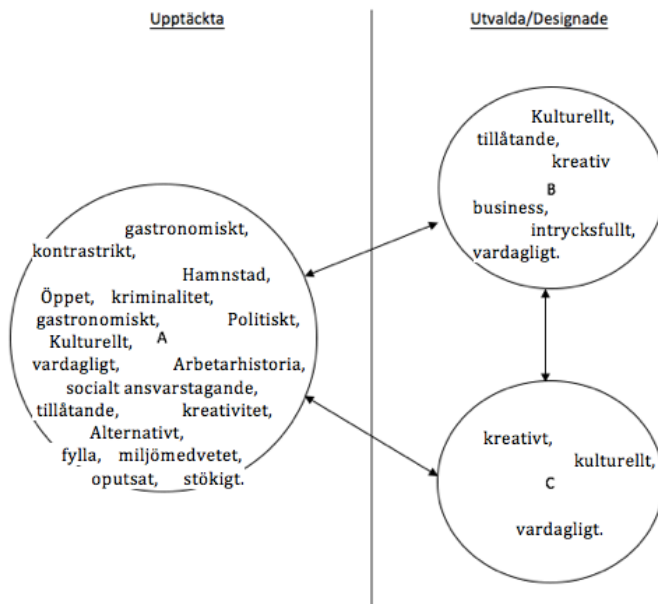 Upptäckta
Utvalda/Designade
gastronomiskt,
kontrastrikt,
Hamnstad,
Öppet, kriminalitet,
gastronomiskt, Politiskt,
Kulturellt, A
vardagligt, Arbetarhistoria,
socialt ansvarstagande,
tillåtande, kreativitet,
Alternativt,
fylla, miljömedvetet,
oputsat, stökigt.
Kulturellt,
tillåtande,
kreativ
B
business,
intrycksfullt,
vardagligt.
kreativt,
kulturellt,
C
vardagligt.